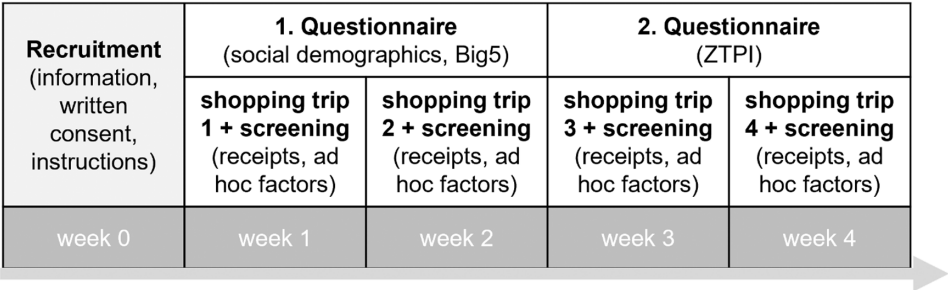 Recruitment
(information,
written
consent,
instructions)
1. Questionnaire
(social demographics, Big5)
2. Questionnaire
(ZTPI)
shopping trip
1 + screening
(receipts, ad
hoc factors)
shopping trip
2 + screening
(receipts, ad
hoc factors)
shopping trip
3 + screening
(receipts, ad
hoc factors)
shopping trip
4 + screening
(receipts, ad
hoc factors)
week 0
week 1
week 2
week 3
week 4